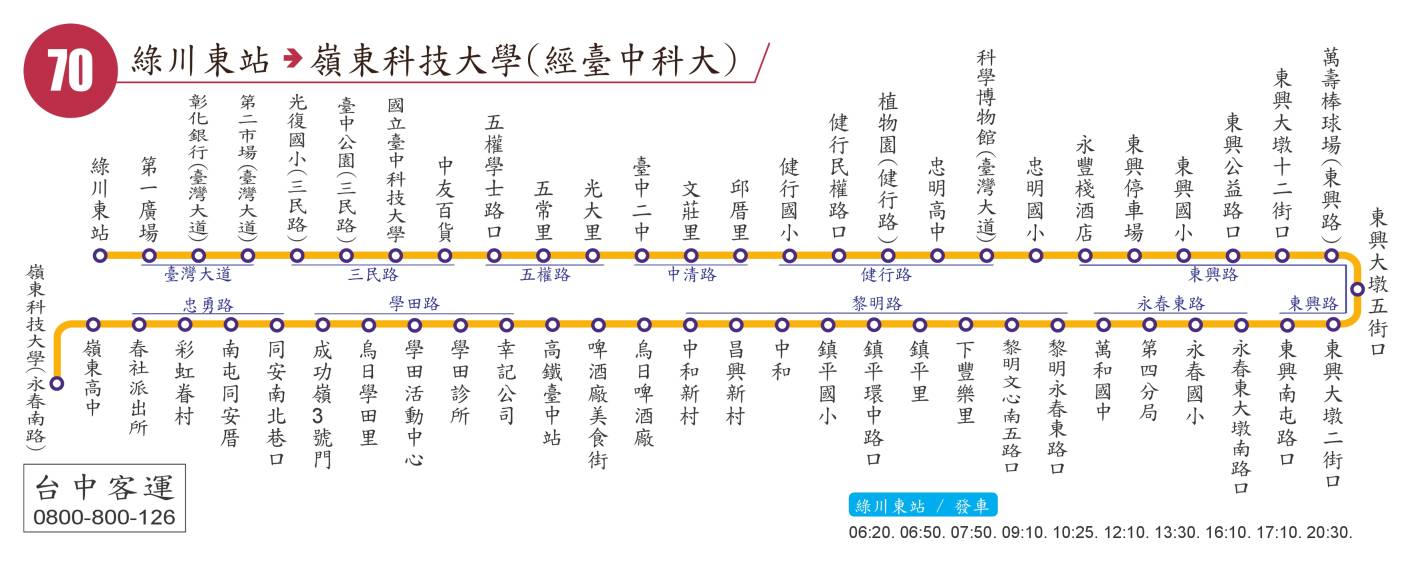 70
綠川東站➔嶺東科技大學(經臺中科大)
綠川東站
第一廣場
彰化銀行(臺灣大道)
第二市場(臺灣大道)
光復國小(三民路)
臺中公園(三民路)
國立臺中科技大學
中友百貨
五權學士路口
五常里
光大里
臺中二中
文莊里
邱厝里
健行國小
健行民權路口
植物園(健行路)
忠明高中
科學博物館(臺灣大道)
忠明國小
永豐棧酒店
東興停車場
東興國小
東興公益路口
東興大墩十二街口
萬壽棒球場(東興路)
東興大墩五街口
臺灣大道
三民路
五權路
中清路
健行路
東興路
忠勇路
學田路
黎明路
永春東路
東興路
嶺東科技大學(永春南路)
嶺東高中
春社派出所
彩虹眷村
南屯同安厝
同安南北巷口
成功嶺3號門
烏日學田里
學田活動中心
學田診所
幸記公司
高鐵臺中站
啤酒廠美食街
烏日啤酒廠
中和新村
昌興新村
中和
鎮平國小
鎮平環中路口
鎮平里
下豐樂里
黎明文心南五路口
黎明永春東路口
萬和國中
第四分局
永春國小
永春東大墩南路口
東興南屯路口
東興大墩二街口
台中客運
0800-800-126
綠川東站 / 發車
06:20. 06:50. 07:50. 09:10. 10:25. 12:10. 13:30. 16:10. 17:10. 20:30.